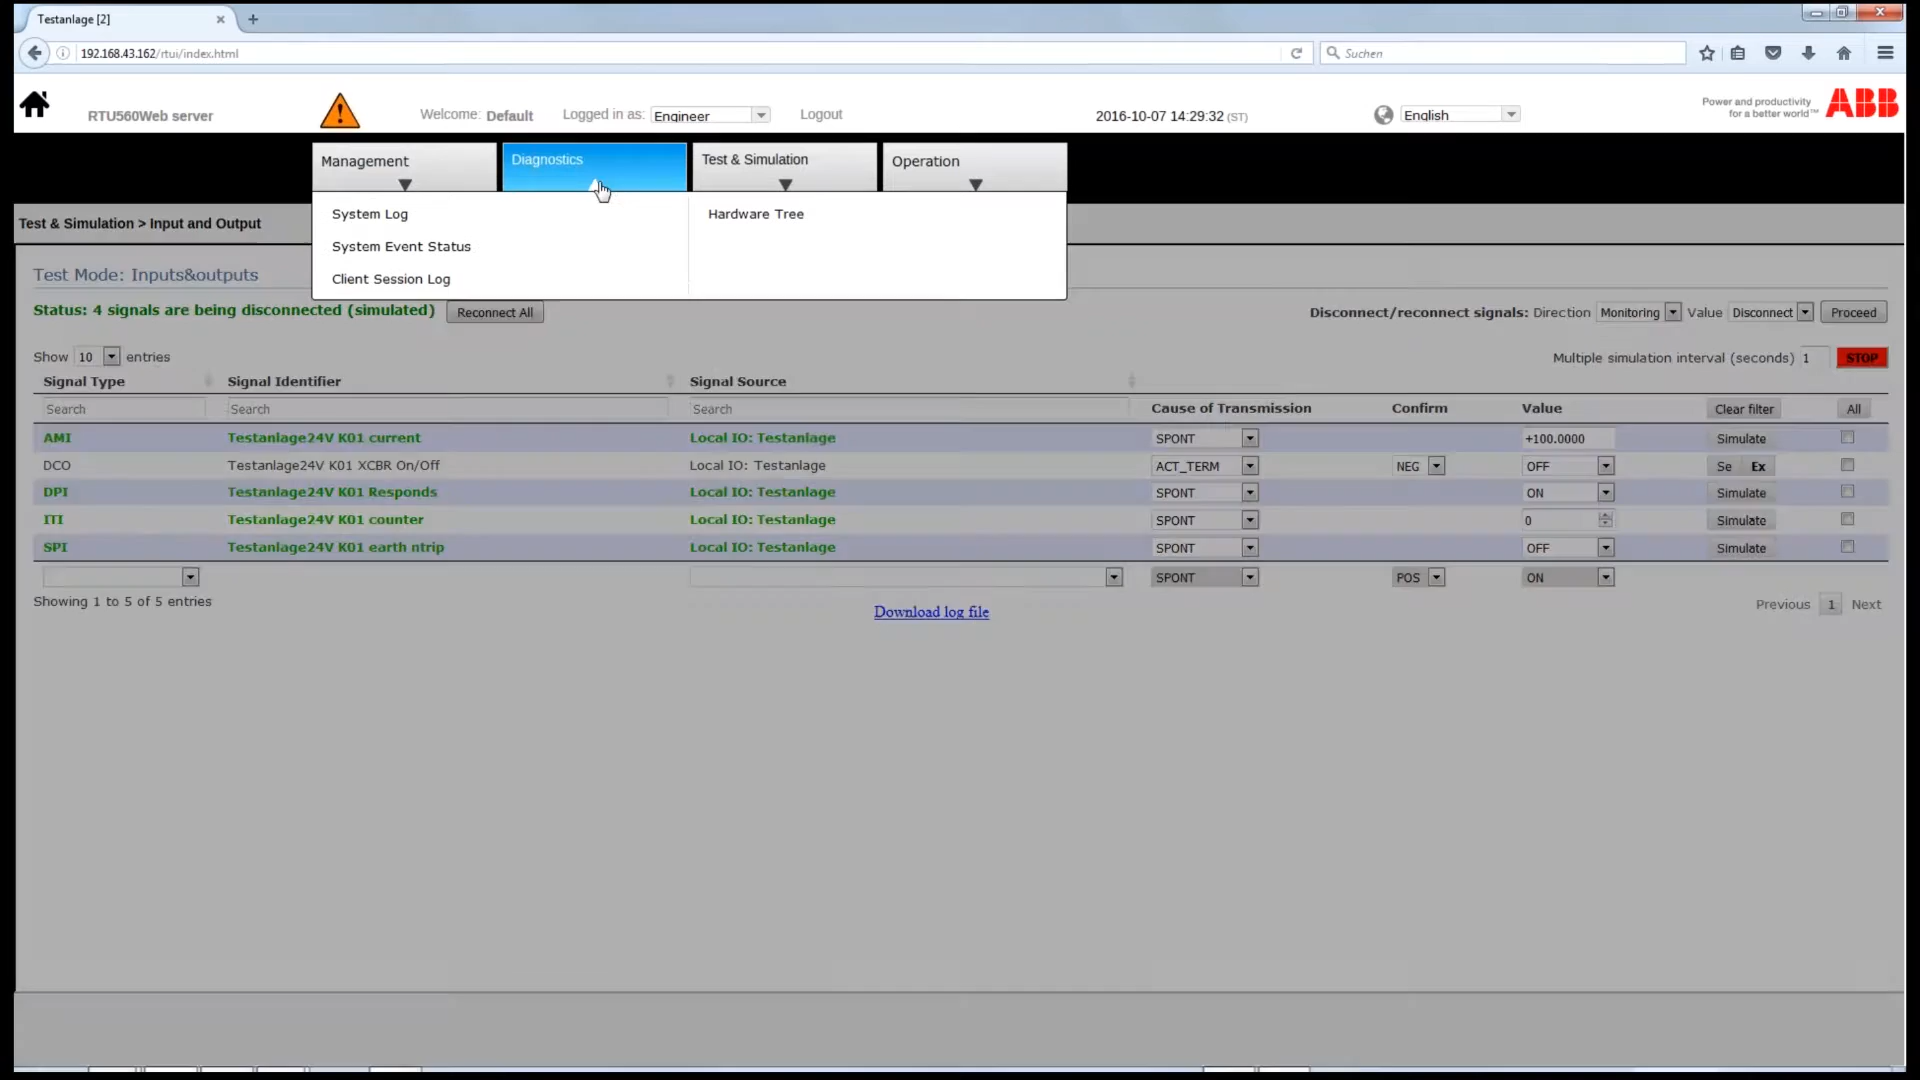 Testanlage [2]
192.168.43.162/rtui/index.html
Suchen
RTU560Web server
Welcome: Default
Logged in as: Engineer
Logout
2016-10-07 14:29:32 (ST)
English
Power and productivity
for a better world™
ABB
Management
Diagnostics
Test & Simulation
Operation
System Log
Hardware Tree
System Event Status
Client Session Log
Test & Simulation > Input and Output
Test Mode: Inputs&outputs
Status: 4 signals are being disconnected (simulated)
Reconnect All
Disconnect/reconnect signals: Direction Monitoring Value Disconnect Proceed
Show 10 entries
Multiple simulation interval (seconds) 1 STOP
Signal Type Signal Identifier Signal Source
Search Search Search Cause of Transmission Confirm Value Clear filter All
AMI Testanlage24V K01 current Local IO: Testanlage SPONT +100.0000 Simulate
DCO Testanlage24V K01 XCBR On/Off Local IO: Testanlage ACT_TERM NEG OFF Se Ex
DPI Testanlage24V K01 Responds Local IO: Testanlage SPONT ON Simulate
ITI Testanlage24V K01 counter Local IO: Testanlage SPONT 0 Simulate
SPI Testanlage24V K01 earth ntrip Local IO: Testanlage SPONT OFF Simulate
SPONT POS ON
Showing 1 to 5 of 5 entries
Download log file
Previous 1 Next